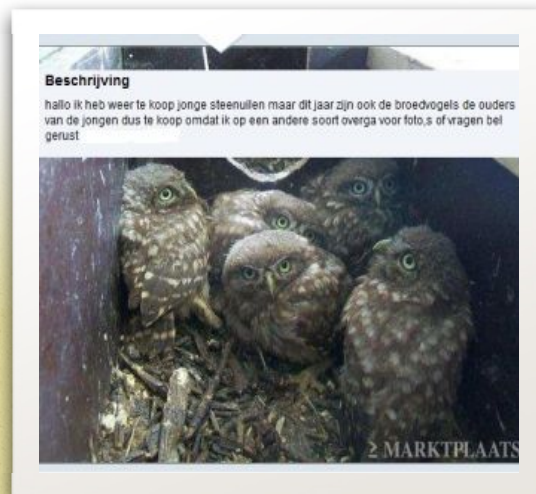 Beschrijving
hallo ik heb weer te koop jonge steenuilen maar dit jaar zijn ook de broedvogels de ouders
van de jongen dus te koop omdat ik op een andere soort overga voor foto,s of vragen bel
gerust
2 MARKTPLAATS